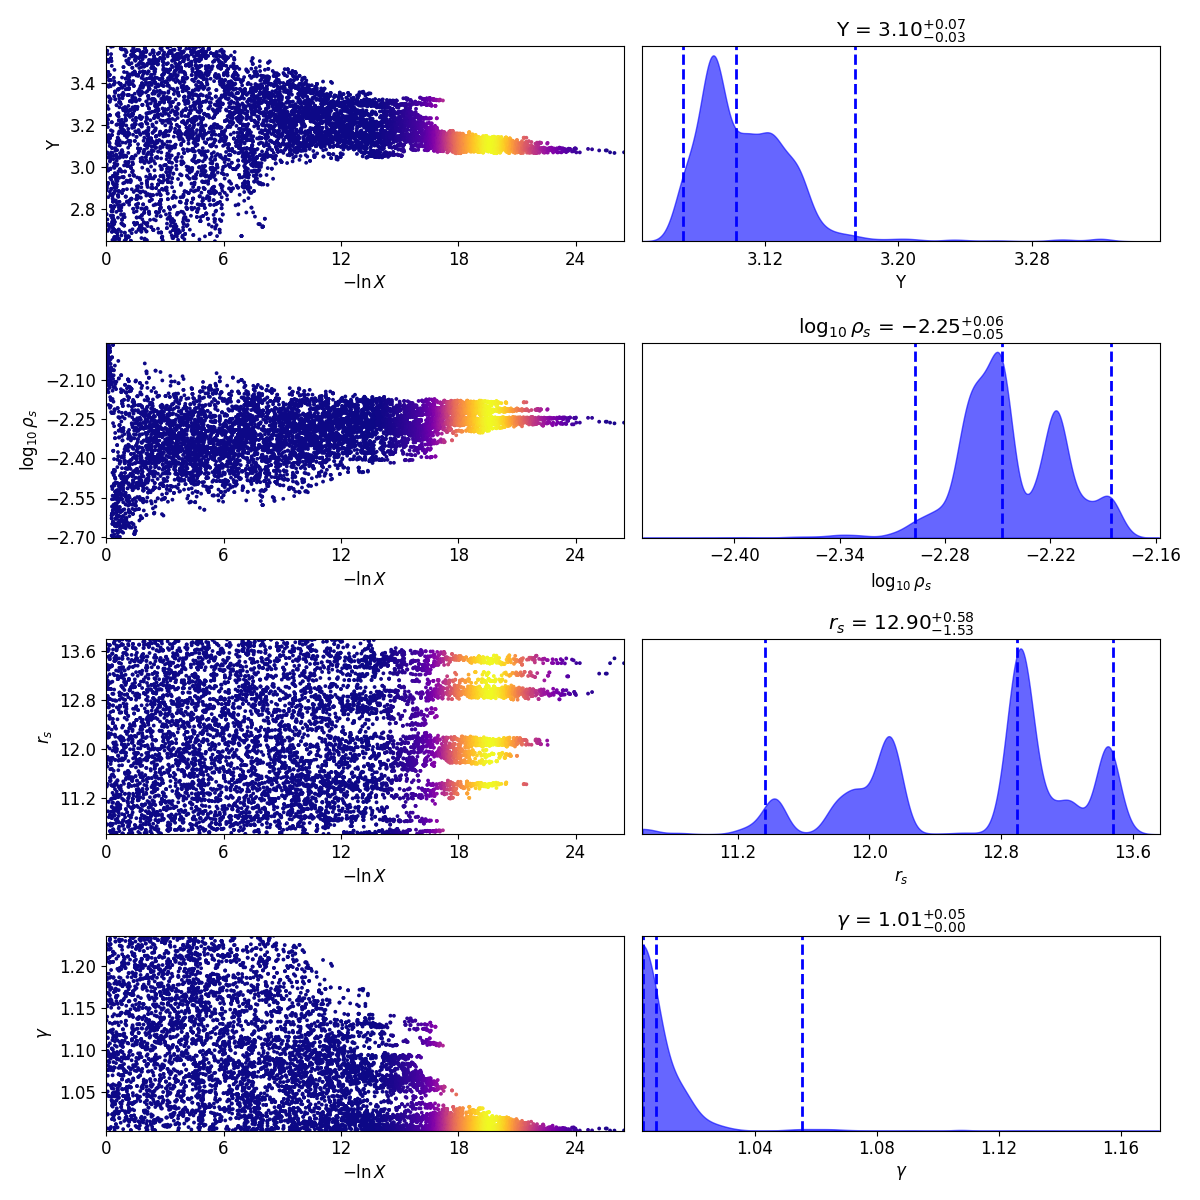 Y = 3.10+0.07 −0.03
3.4
3.2
3.0
2.8
Y
0 6 12 18 24
−ln X
3.12 3.20 3.28
Y
log10 ρs = −2.25+0.06 −0.05
−2.10
−2.25
−2.40
−2.55
−2.70
log10 ρs
0 6 12 18 24
−ln X
−2.40 −2.34 −2.28 −2.22 −2.16
log10 ρs
rs = 12.90+0.58 −1.53
13.6
12.8
12.0
11.2
rs
0 6 12 18 24
−ln X
11.2 12.0 12.8 13.6
rs
γ = 1.01+0.05 −0.00
1.20
1.15
1.10
1.05
γ
0 6 12 18 24
−ln X
1.04 1.08 1.12 1.16
γ